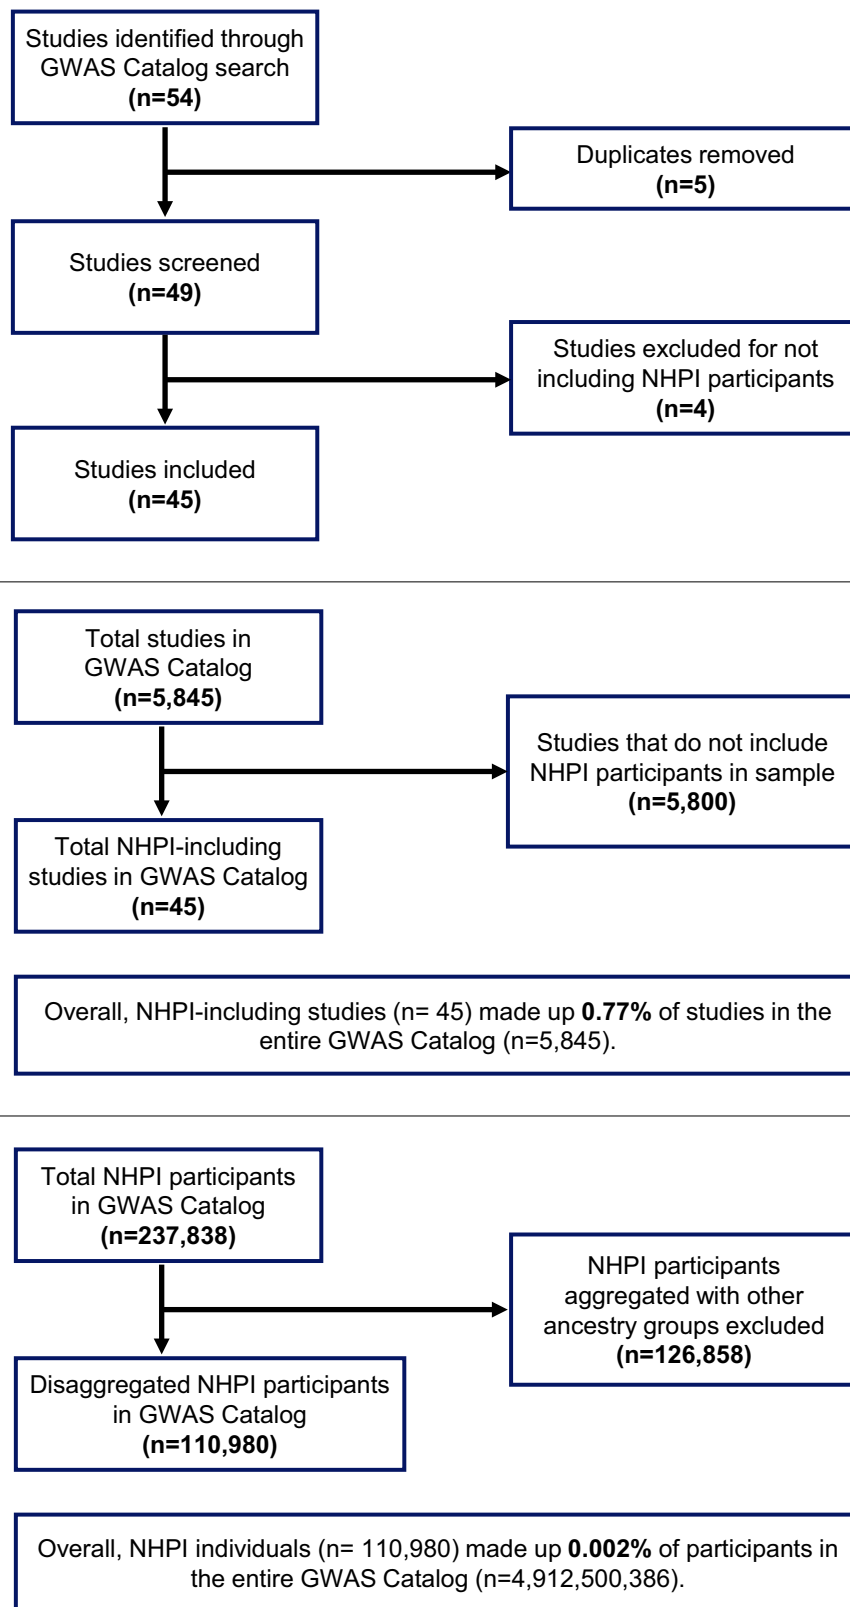 Studies identified through
GWAS Catalog search
(n=54)
Duplicates removed
(n=5)
Studies screened
(n=49)
Studies excluded for not
including NHPI participants
(n=4)
Studies included
(n=45)
Total studies in
GWAS Catalog
(n=5,845)
Studies that do not include
NHPI participants in sample
(n=5,800)
Total NHPI-including
studies in GWAS Catalog
(n=45)
Overall, NHPI-including studies (n= 45) made up 0.77% of studies in the
entire GWAS Catalog (n=5,845).
Total NHPI participants
in GWAS Catalog
(n=237,838)
NHPI participants
aggregated with other
ancestry groups excluded
(n=126,858)
Disaggregated NHPI participants
in GWAS Catalog
(n=110,980)
Overall, NHPI individuals (n= 110,980) made up 0.002% of participants in
the entire GWAS Catalog (n=4,912,500,386).